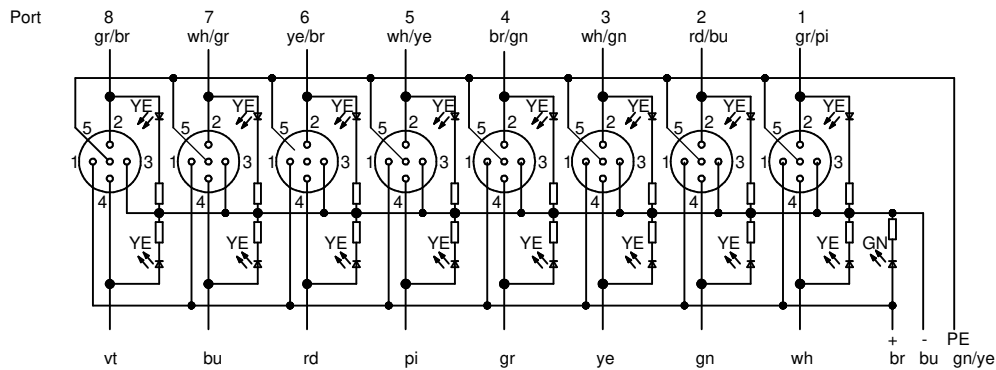 Port 8 7 6 5 4 3 2 1
gr/br wh/gr ye/br wh/ye br/gn wh/gn rd/bu gr/pi
YE YE YE YE YE YE YE YE
5 2 5 2 5 2 5 2 5 2 5 2 5 2 5 2
1 3 1 3 1 3 1 3 1 3 1 3 1 3 1 3
4 4 4 4 4 4 4 4
YE YE YE YE YE YE YE YE GN
+ - PE
vt bu rd pi gr ye gn wh br bu gn/ye